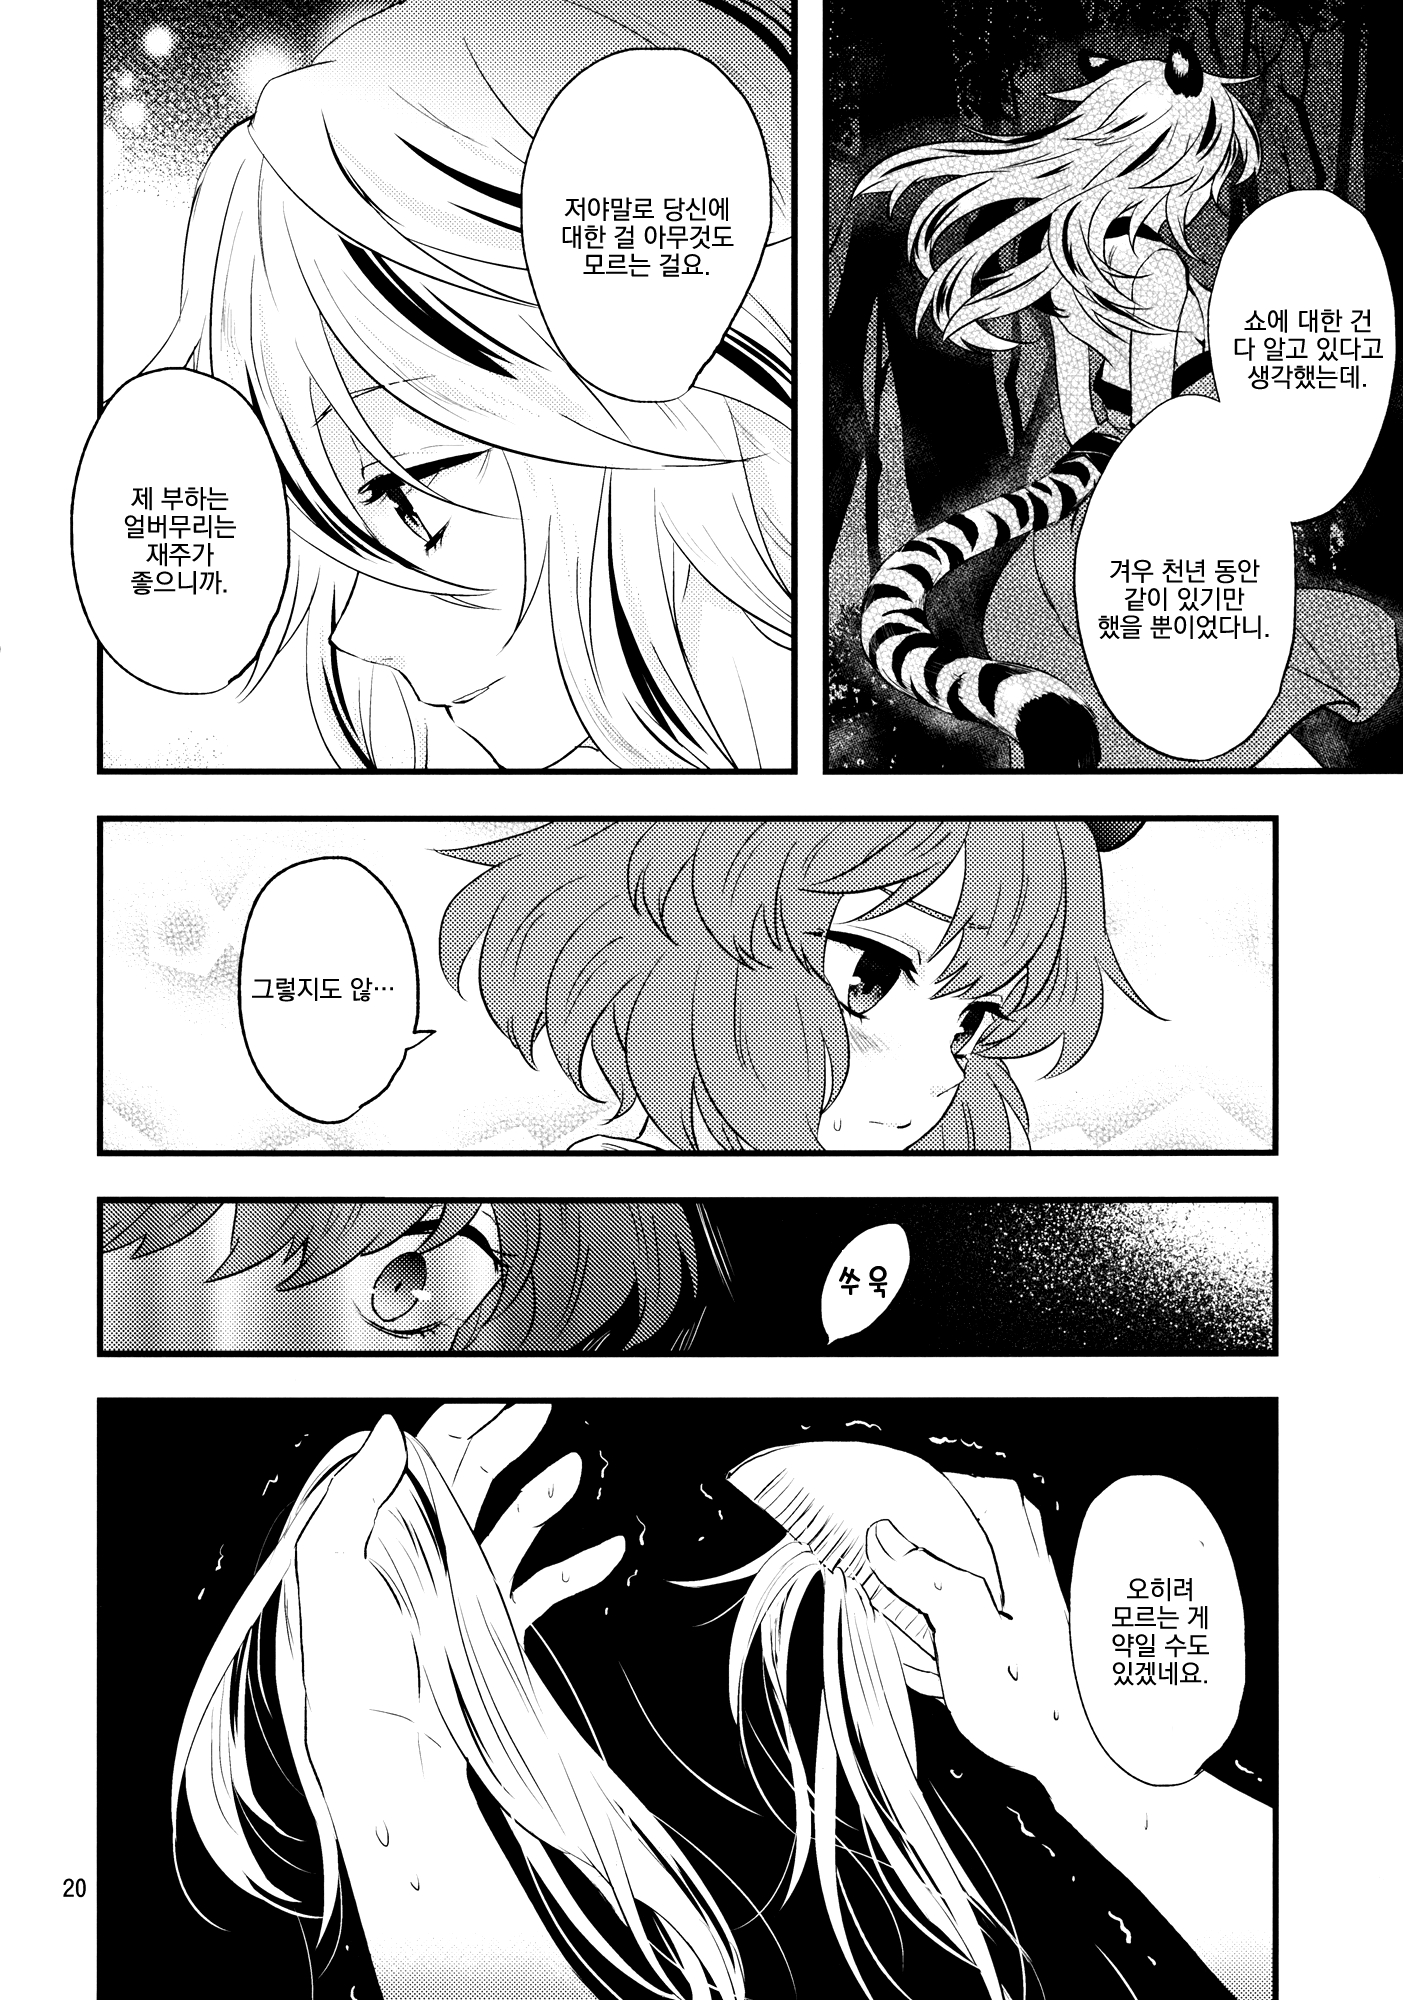 쇼에 대한 건
다 알고 있다고
생각했는데.
겨우 천년 동안
같이 있기만
했을 뿐이었다니.
저야말로 당신에
대한 걸 아무것도
모르는 걸요.
제 부하는
얼버무리는
재주가
좋으니까.
그렇지도 않…
쑤욱
오히려
모르는 게
약일 수도
있겠네요.
20